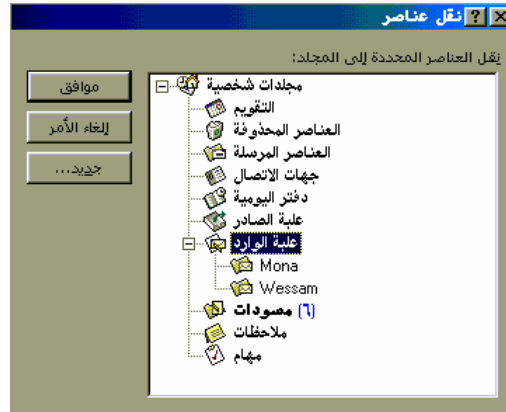 نقل عناصر
نقل العناصر المحددة إلى المجلد:
مجلدات شخصية
التقويم
العناصر المحذوفة
العناصر المرسلة
جهات الاتصال
دفتر اليومية
علبة الصادر
علبة الوارد
Mona
Wessam
مصودات (٦)
ملاحظات
مهام
موافق
إلغاء الأمر
جديد...